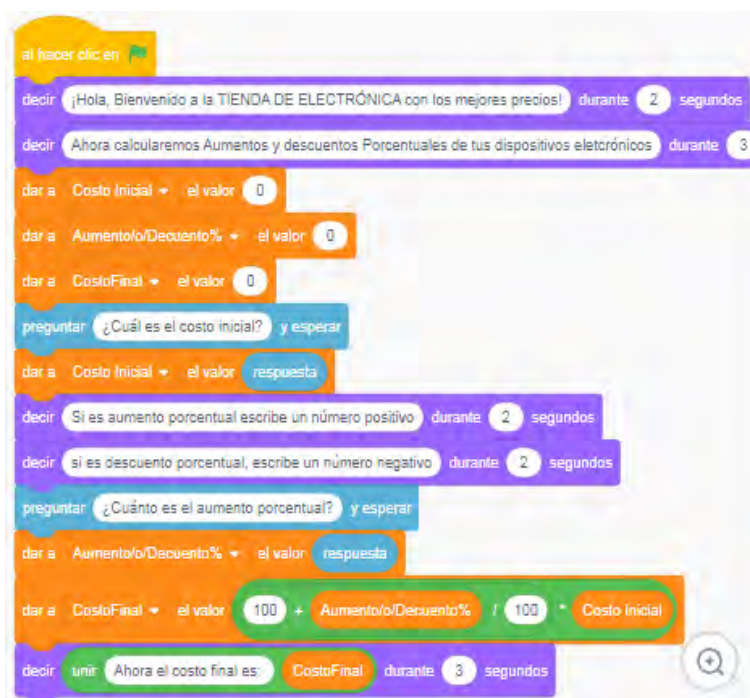 al hacer clic en
decir ¡Hola, Bienvenido a la TIENDA DE ELECTRÓNICA con los mejores precios! durante 2 segundos
decir Ahora calcularemos Aumentos y descuentos Porcentuales de tus dispositivos eletcrónicos durante 3
dar a Costo Inicial el valor 0
dar a Aumento/o/Decuento% el valor 0
dar a CostoFinal el valor 0
preguntar ¿Cuál es el costo inicial? y esperar
dar a Costo Inicial el valor respuesta
decir Si es aumento porcentual escribe un número positivo durante 2 segundos
decir si es descuento porcentual, escribe un número negativo durante 2 segundos
preguntar ¿Cuánto es el aumento porcentual? y esperar
dar a Aumento/o/Decuento% el valor respuesta
dar a CostoFinal el valor 100 + Aumento/o/Decuento% / 100 * Costo Inicial
decir unir Ahora el costo final es: CostoFinal durante 3 segundos